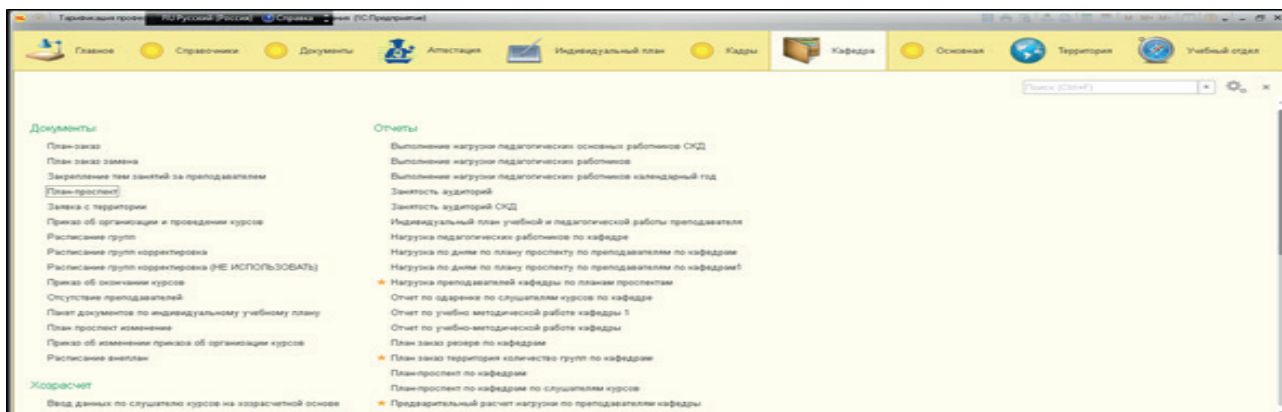 Тарификация RU Русский (Россия) Справка (1С:Предприятие)
Главное Справочники Документы Аттестация Индивидуальный план Кадры Кафедра Основная Территория Учебный отдел
Поиск (Ctrl+F)
Документы
План-заказ
План заказ замена
Закрепление тем занятий за преподавателем
План-проспект
Заявка с территории
Приказ об организации и проведении курсов
Расписание групп
Расписание групп корректировка
Расписание групп корректировка (НЕ ИСПОЛЬЗОВАТЬ)
Приказ об окончании курсов
Отсутствие преподавателей
Пакет документов по индивидуальному учебному плану
План проспект изменение
Приказ об изменении приказа об организации курсов
Расписание внеплан
Хозрасчет
Ввод данных по слушателю курсов на хозрасчетной основе
Отчеты
Выполнение нагрузки педагогических основных работников СКД
Выполнение нагрузки педагогических работников
Выполнение нагрузки педагогических работников календарный год
Занятость аудиторий
Занятость аудиторий СКД
Индивидуальный план учебной и педагогической работы преподавателя
Нагрузка педагогических работников по кафедре
Нагрузка по дням по плану проспекту по преподавателям по кафедрам
Нагрузка по дням по плану проспекту по преподавателям по кафедрам1
Нагрузка преподавателей кафедры по планам проспектам
Отчет по одаренке по слушателям курсов по кафедре
Отчет по учебно методической работе кафедры 1
Отчет по учебно-методической работе кафедры
План заказ резерв по кафедрам
План заказ территория количество групп по кафедрам
План-проспект по кафедрам
План-проспект по кафедрам по слушателям курсов
Предварительный расчет нагрузки по преподавателям кафедры